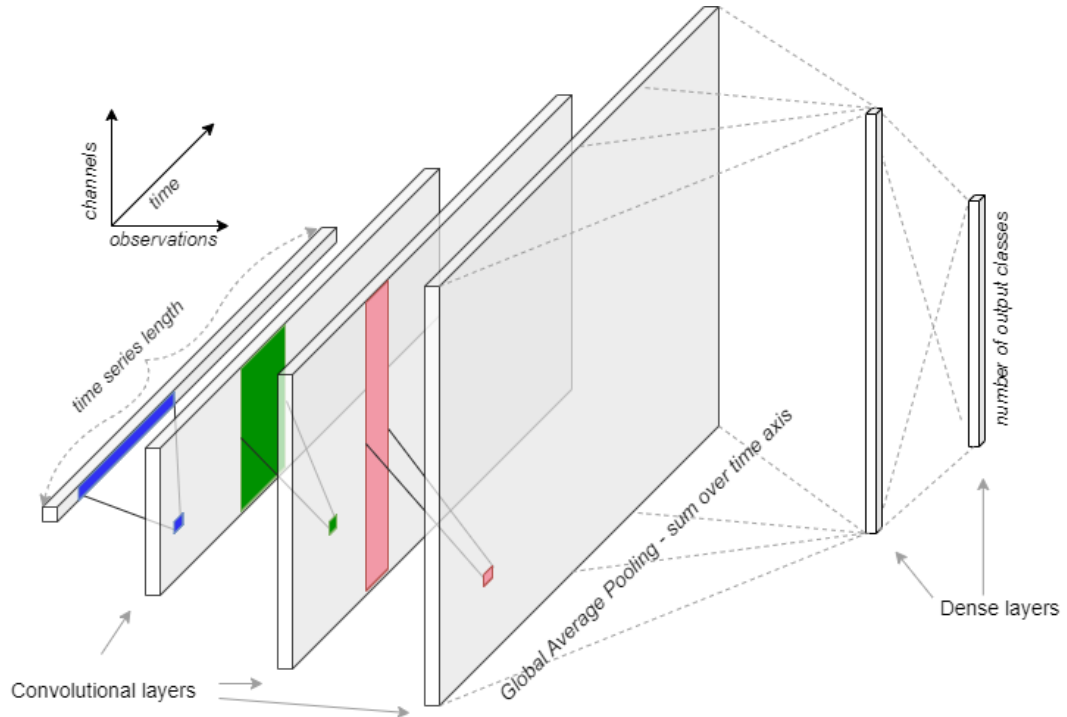 channels
time
observations
time series length
number of output classes
Global Average Pooling - sum over time axis
Dense layers
Convolutional layers